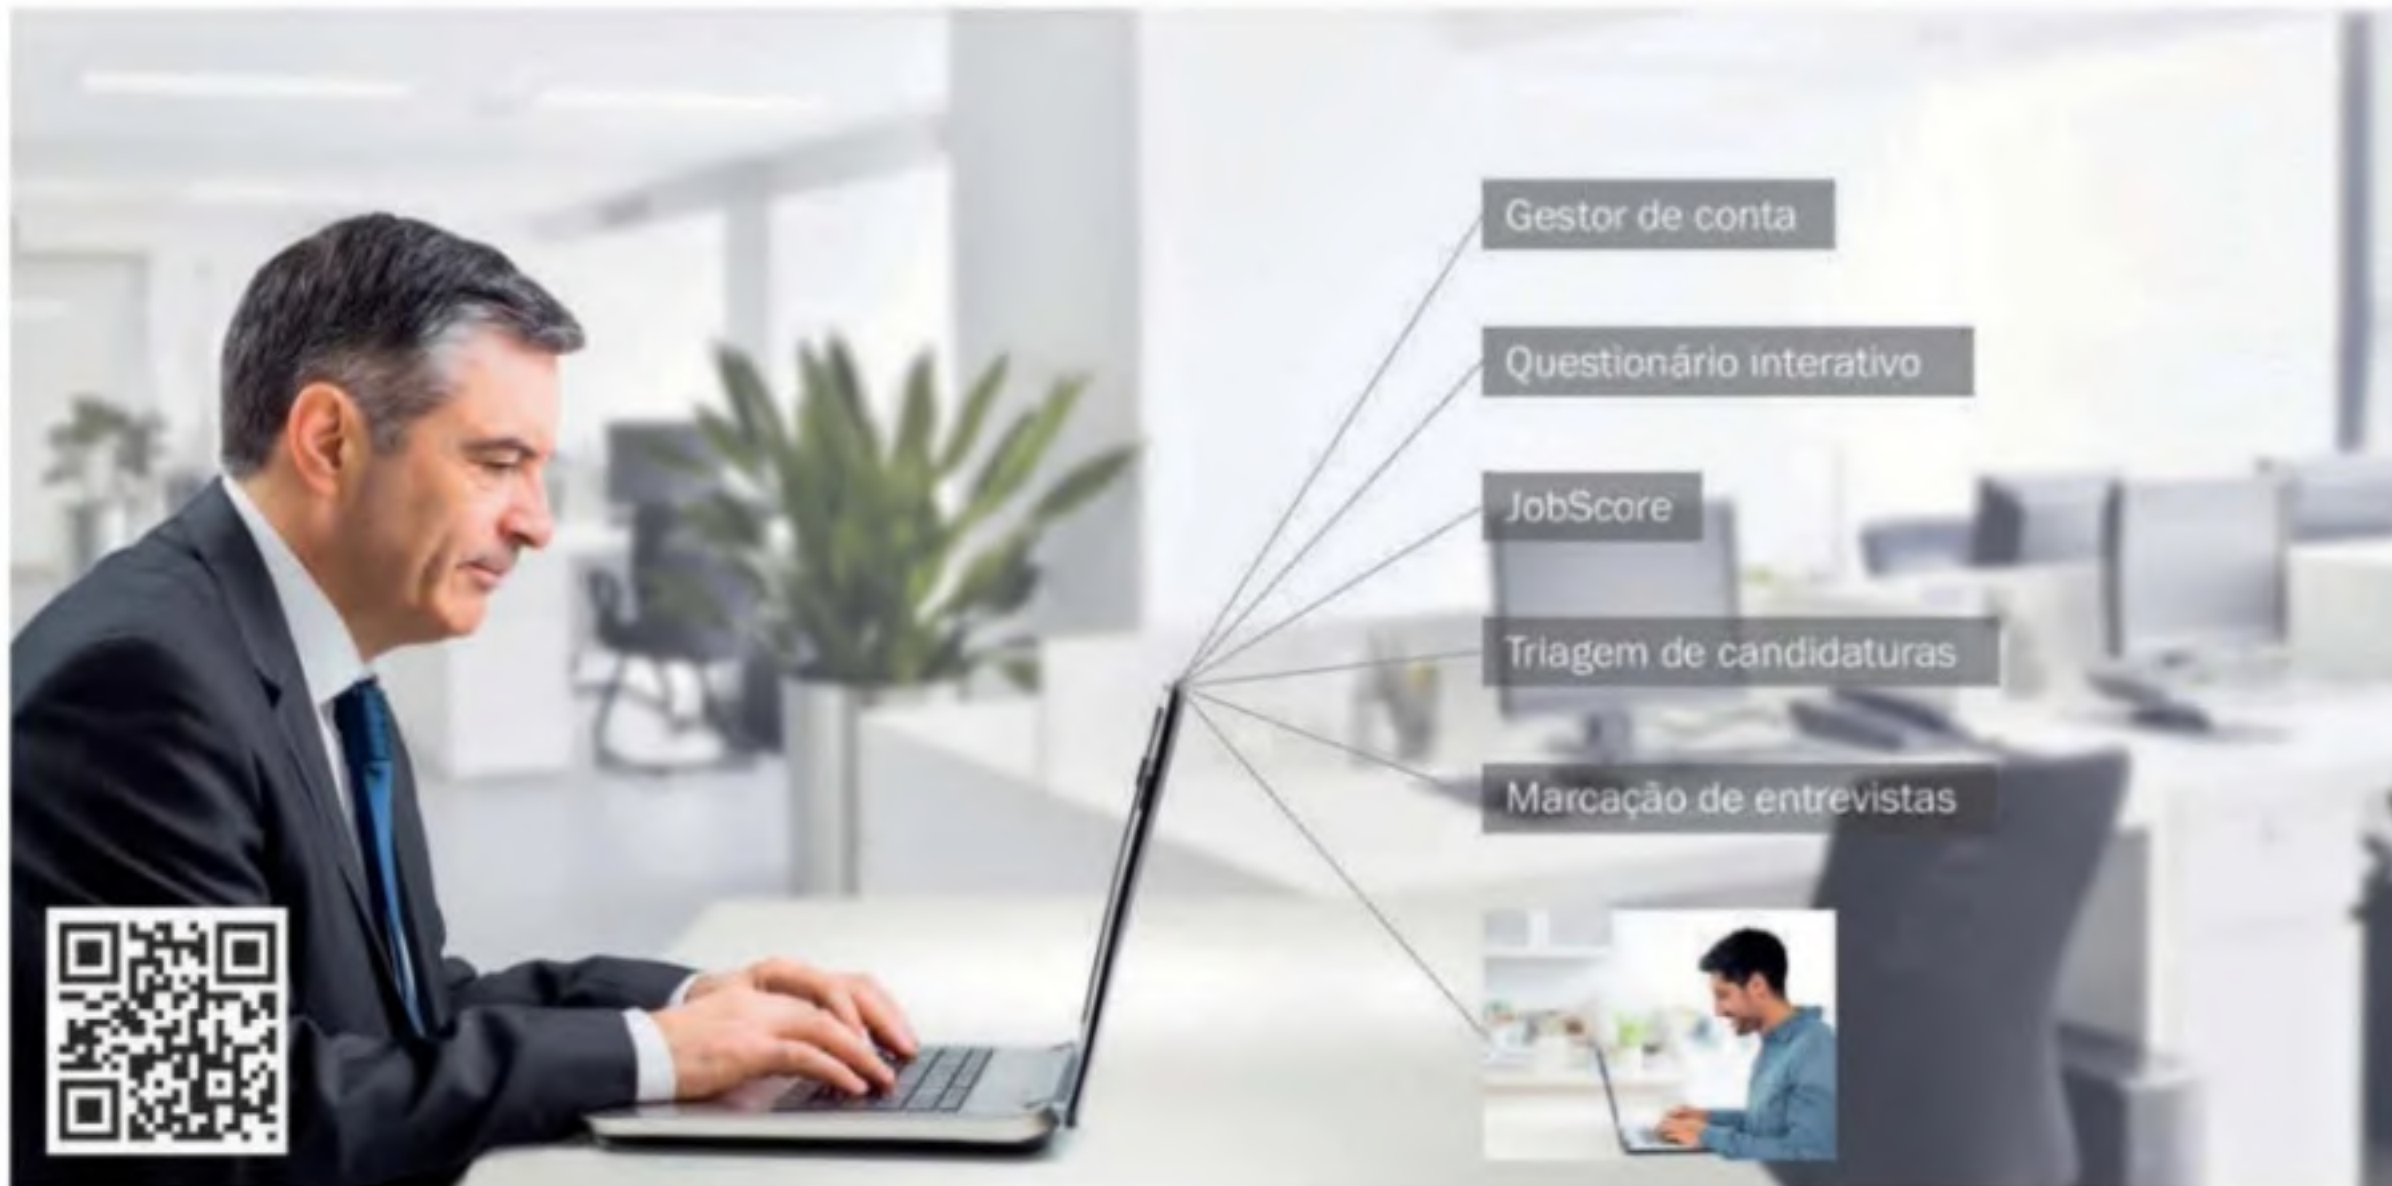 Gestor de conta
Questionário interativo
JobScore
Triagem de candidaturas
Marcação de entrevistas